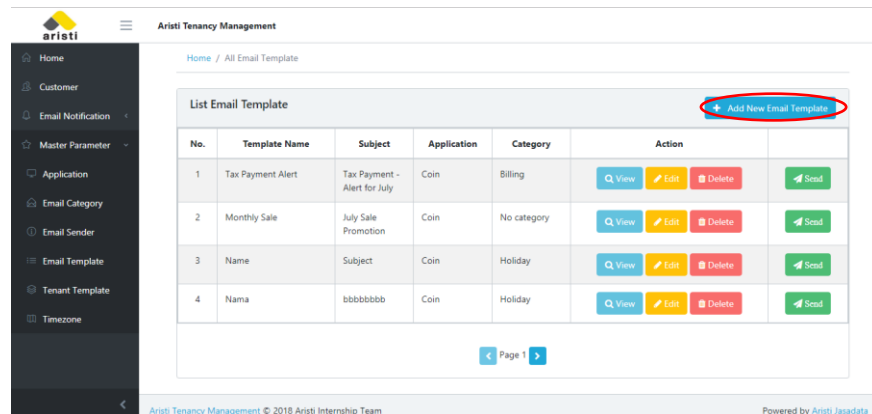 aristi
Aristi Tenancy Management
Home
Customer
Email Notification
Master Parameter
Application
Email Category
Email Sender
Email Template
Tenant Template
Timezone
Home / All Email Template
List Email Template
Add New Email Template
No. Template Name Subject Application Category Action
1 Tax Payment Alert Tax Payment - Coin Billing View Edit Delete Send
Alert for July
2 Monthly Sale July Sale Coin No category View Edit Delete Send
Promotion
3 Name Subject Coin Holiday View Edit Delete Send
4 Nama bbbbbbbb Coin Holiday View Edit Delete Send
Page 1
Aristi Tenancy Management © 2018 Aristi Internship Team Powered by Aristi Jasadata